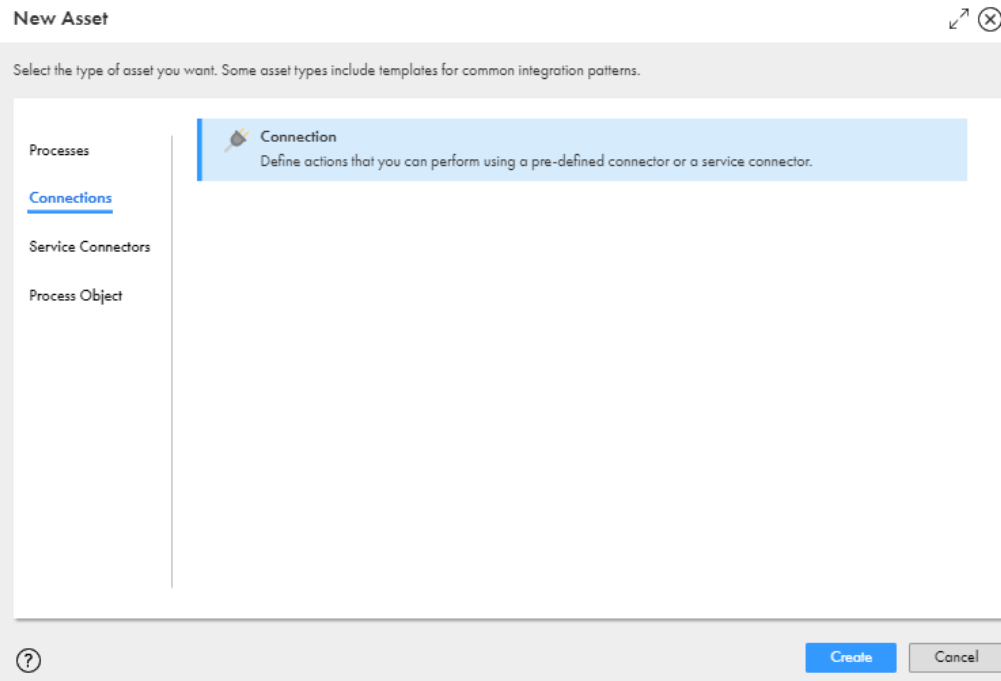 New Asset
Select the type of asset you want. Some asset types include templates for common integration patterns.
Processes
Connections
Service Connectors
Process Object
Connection
Define actions that you can perform using a pre-defined connector or a service connector.
?
Create
Cancel